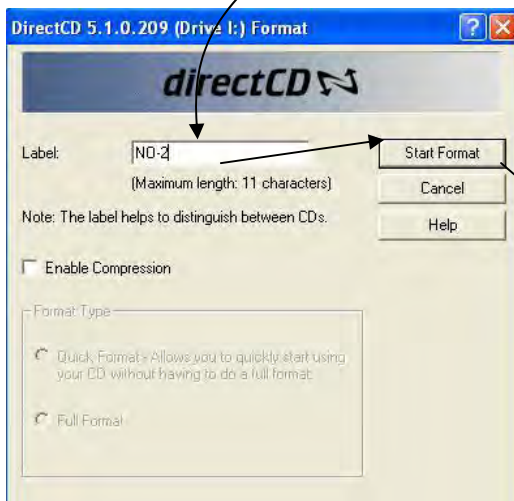 DirectCD 5.1.0.209 (Drive I:) Format
directCD
Label: NO-2 Start Format
(Maximum length: 11 characters) Cancel
Note: The label helps to distinguish between CDs. Help
Enable Compression
Format Type
Quick Format - Allows you to quickly start using
your CD without having to do a full format.
Full Format